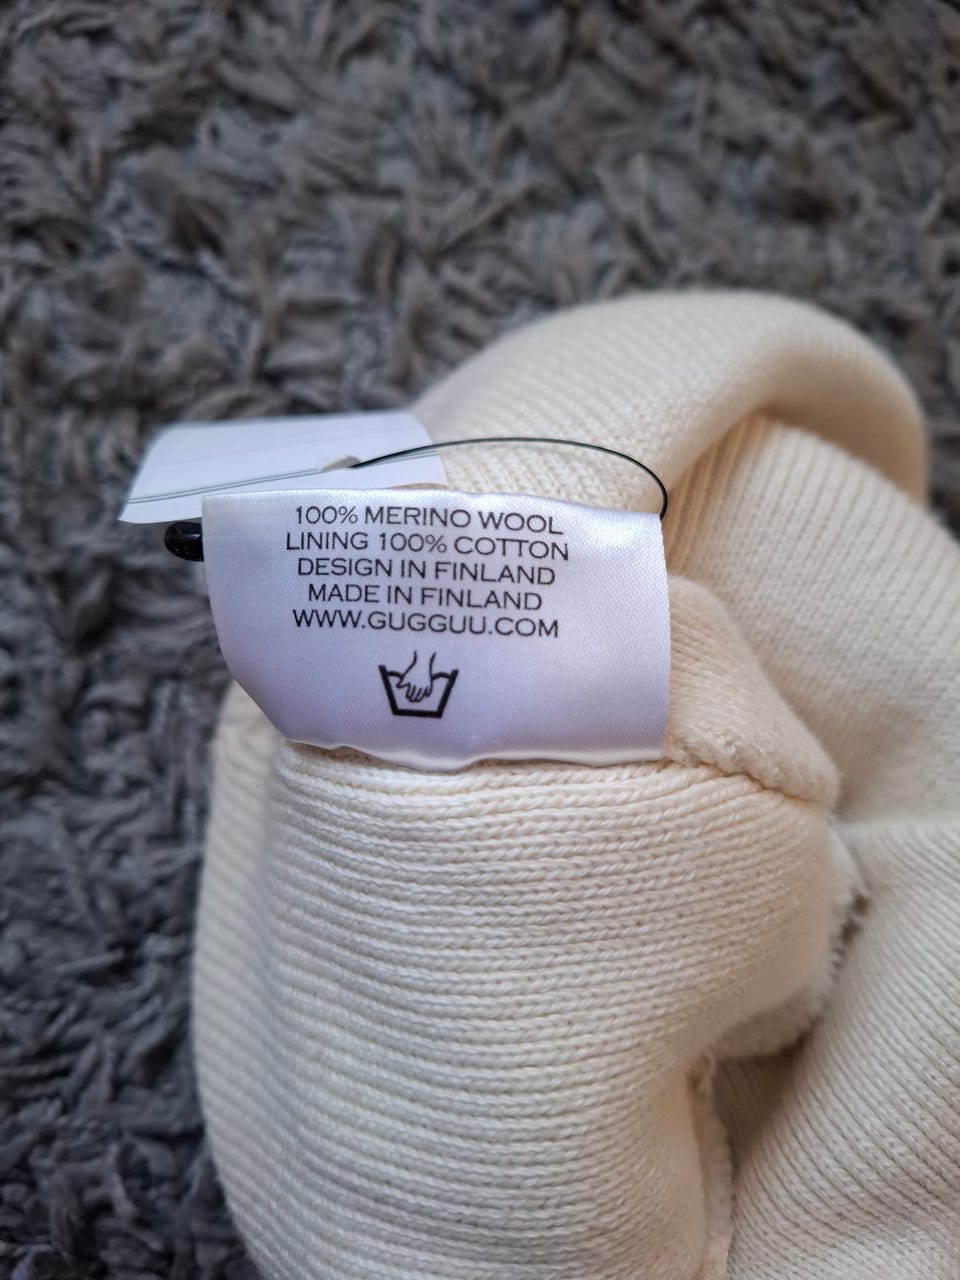 100% MERINO WOOL
LINING 100% COTTON
DESIGN IN FINLAND
MADE IN FINLAND
WWW.GUGGUU.COM